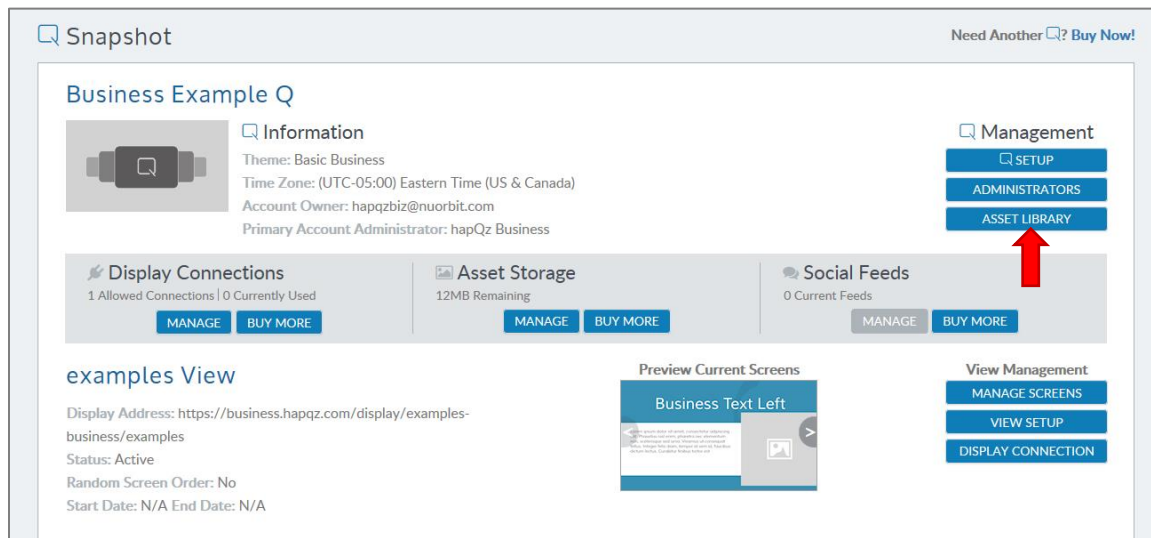 Snapshot
Need Another ? Buy Now!
Business Example Q
Information
Theme: Basic Business
Time Zone: (UTC-05:00) Eastern Time (US & Canada)
Account Owner: hapqzbiz@nuorbit.com
Primary Account Administrator: hapQz Business
Management
SETUP
ADMINISTRATORS
ASSET LIBRARY
Display Connections
1 Allowed Connections | 0 Currently Used
MANAGE BUY MORE
Asset Storage
12MB Remaining
MANAGE BUY MORE
Social Feeds
0 Current Feeds
MANAGE BUY MORE
examples View
Display Address: https://business.hapqz.com/display/examples-
business/examples
Status: Active
Random Screen Order: No
Start Date: N/A End Date: N/A
Preview Current Screens
Business Text Left
View Management
MANAGE SCREENS
VIEW SETUP
DISPLAY CONNECTION